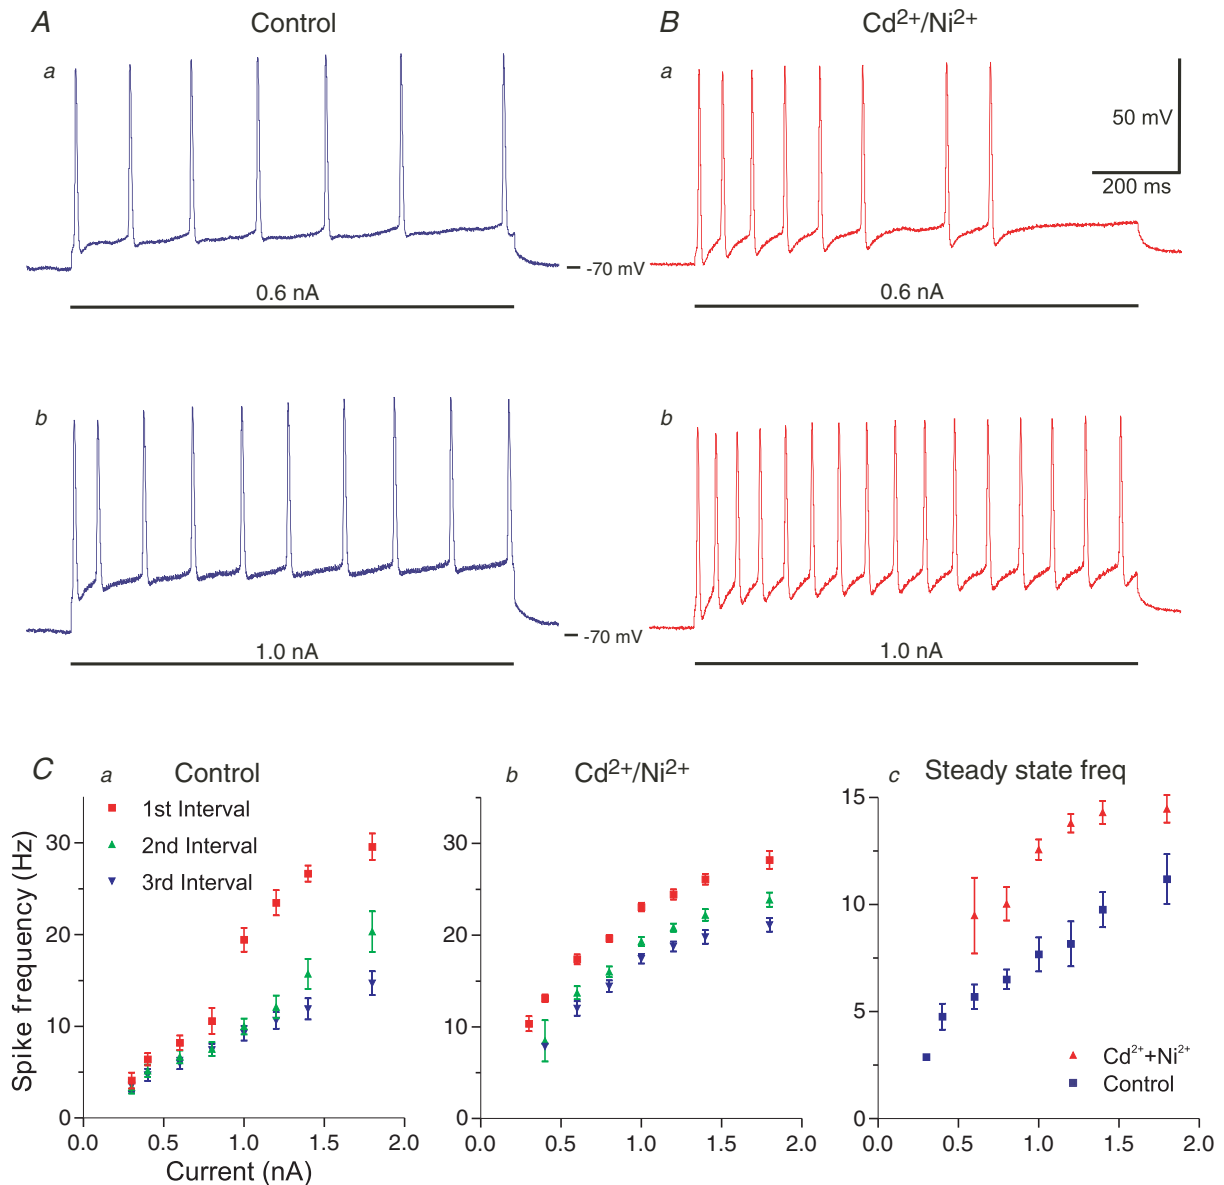 A Control
B Cd2+/Ni2+
a
a
50 mV
200 ms
-70 mV
0.6 nA
0.6 nA
b
b
-70 mV
1.0 nA
1.0 nA
C a Control
b Cd2+/Ni2+
c Steady state freq
1st Interval
2nd Interval
3rd Interval
Spike frequency (Hz)
30
20
10
0
0.0 0.5 1.0 1.5 2.0
Current (nA)
30
20
10
0
0.0 0.5 1.0 1.5 2.0
15
10
5
0
0.0 0.5 1.0 1.5 2.0
Cd2++Ni2+
Control